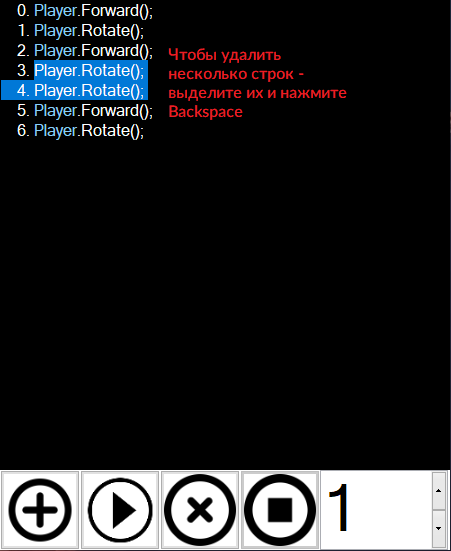 0. Player.Forward();
1. Player.Rotate();
2. Player.Forward();
3. Player.Rotate();
4. Player.Rotate();
5. Player.Forward();
6. Player.Rotate();
Чтобы удалить
несколько строк -
выделите их и нажмите
Backspace
1